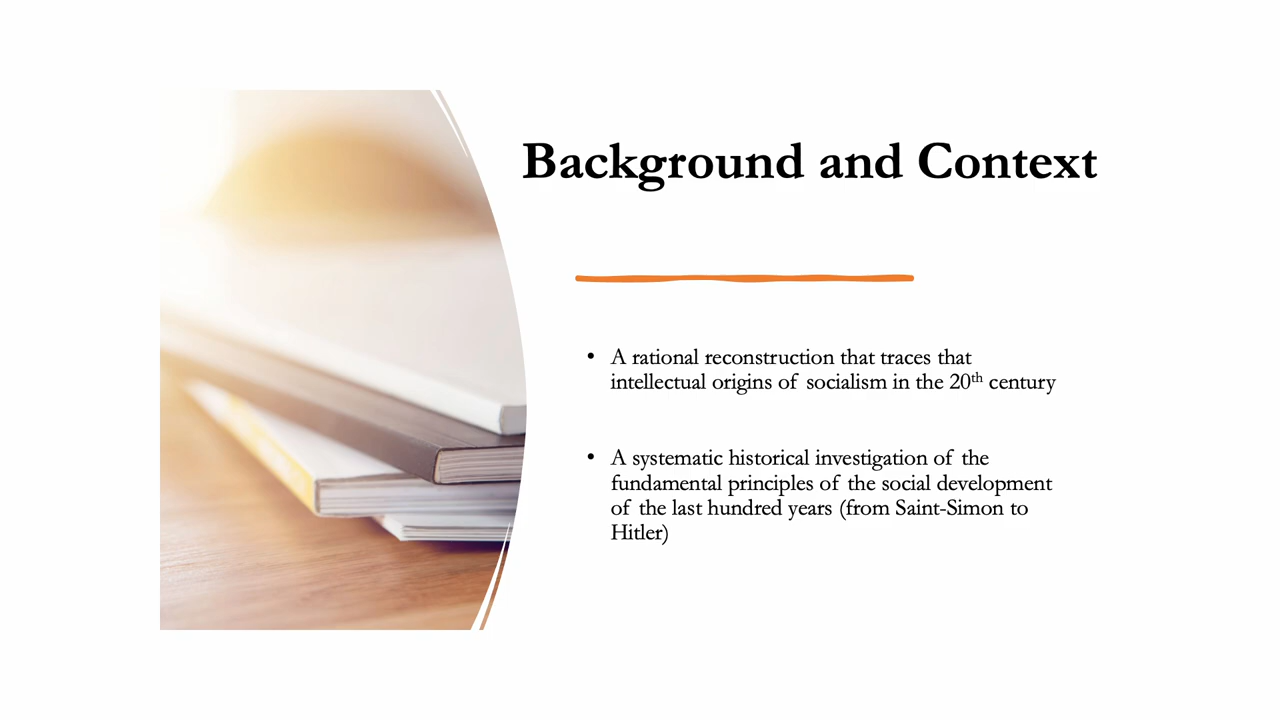 Background and Context
• A rational reconstruction that traces that
intellectual origins of socialism in the 20th century
• A systematic historical investigation of the
fundamental principles of the social development
of the last hundred years (from Saint-Simon to
Hitler)